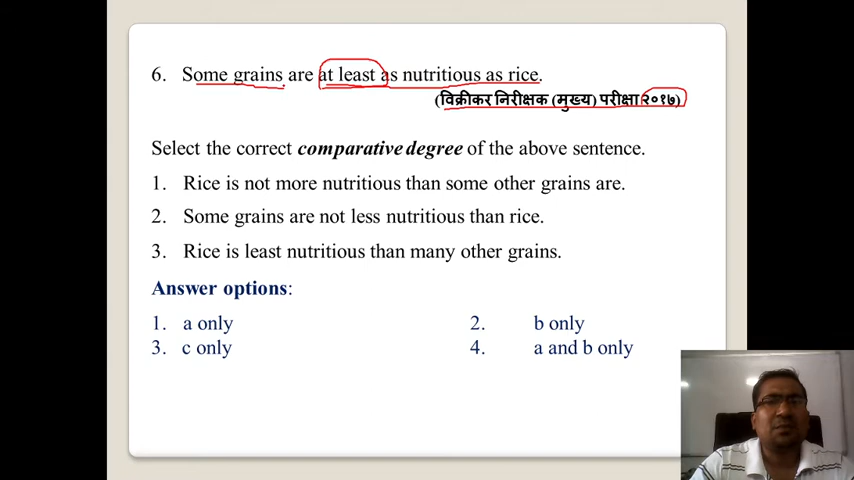 6. Some grains are at least as nutritious as rice.
(विक्रीकर निरीक्षक (मुख्य) परीक्षा २०१७)
Select the correct comparative degree of the above sentence.
1. Rice is not more nutritious than some other grains are.
2. Some grains are not less nutritious than rice.
3. Rice is least nutritious than many other grains.
Answer options:
1. a only 2. b only
3. c only 4. a and b only